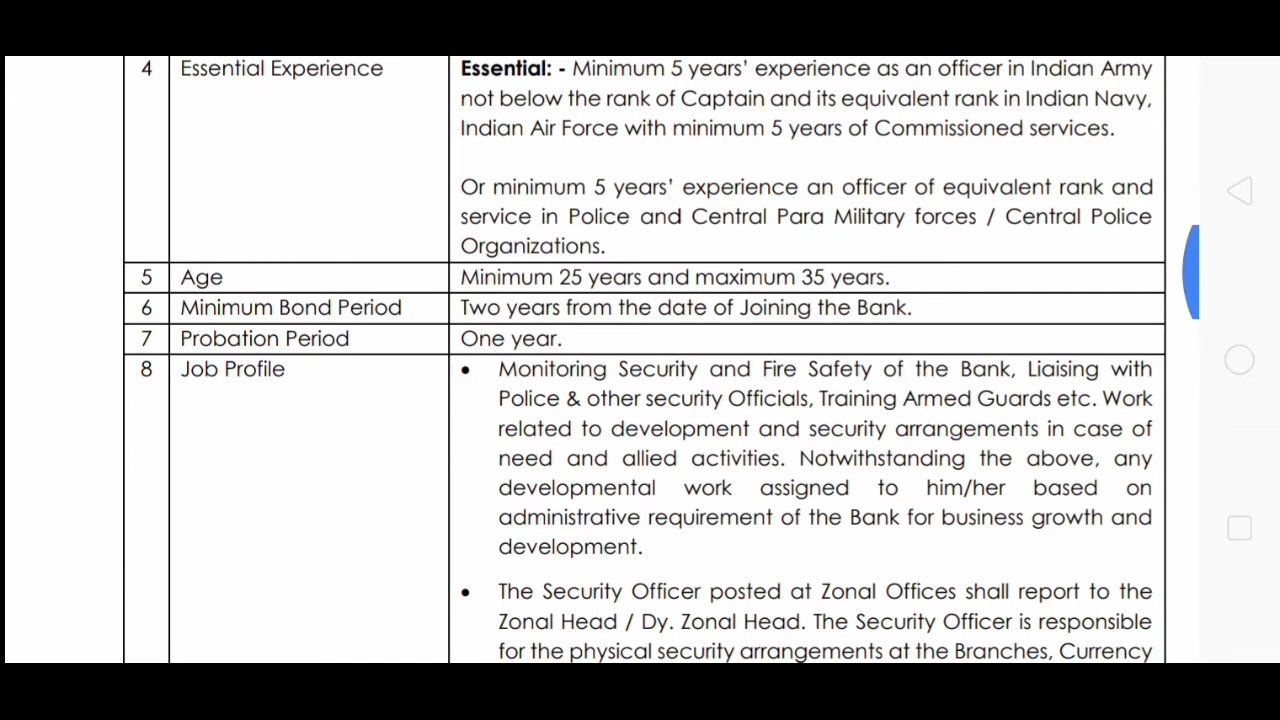 4 Essential Experience Essential: - Minimum 5 years' experience as an officer in Indian Army
not below the rank of Captain and its equivalent rank in Indian Navy,
Indian Air Force with minimum 5 years of Commissioned services.
Or minimum 5 years' experience an officer of equivalent rank and
service in Police and Central Para Military forces / Central Police
Organizations.
5 Age Minimum 25 years and maximum 35 years.
6 Minimum Bond Period Two years from the date of Joining the Bank.
7 Probation Period One year.
8 Job Profile • Monitoring Security and Fire Safety of the Bank, Liaising with
Police & other security Officials, Training Armed Guards etc. Work
related to development and security arrangements in case of
need and allied activities. Notwithstanding the above, any
developmental work assigned to him/her based on
administrative requirement of the Bank for business growth and
development.
• The Security Officer posted at Zonal Offices shall report to the
Zonal Head / Dy. Zonal Head. The Security Officer is responsible
for the physical security arrangements at the Branches, Currency